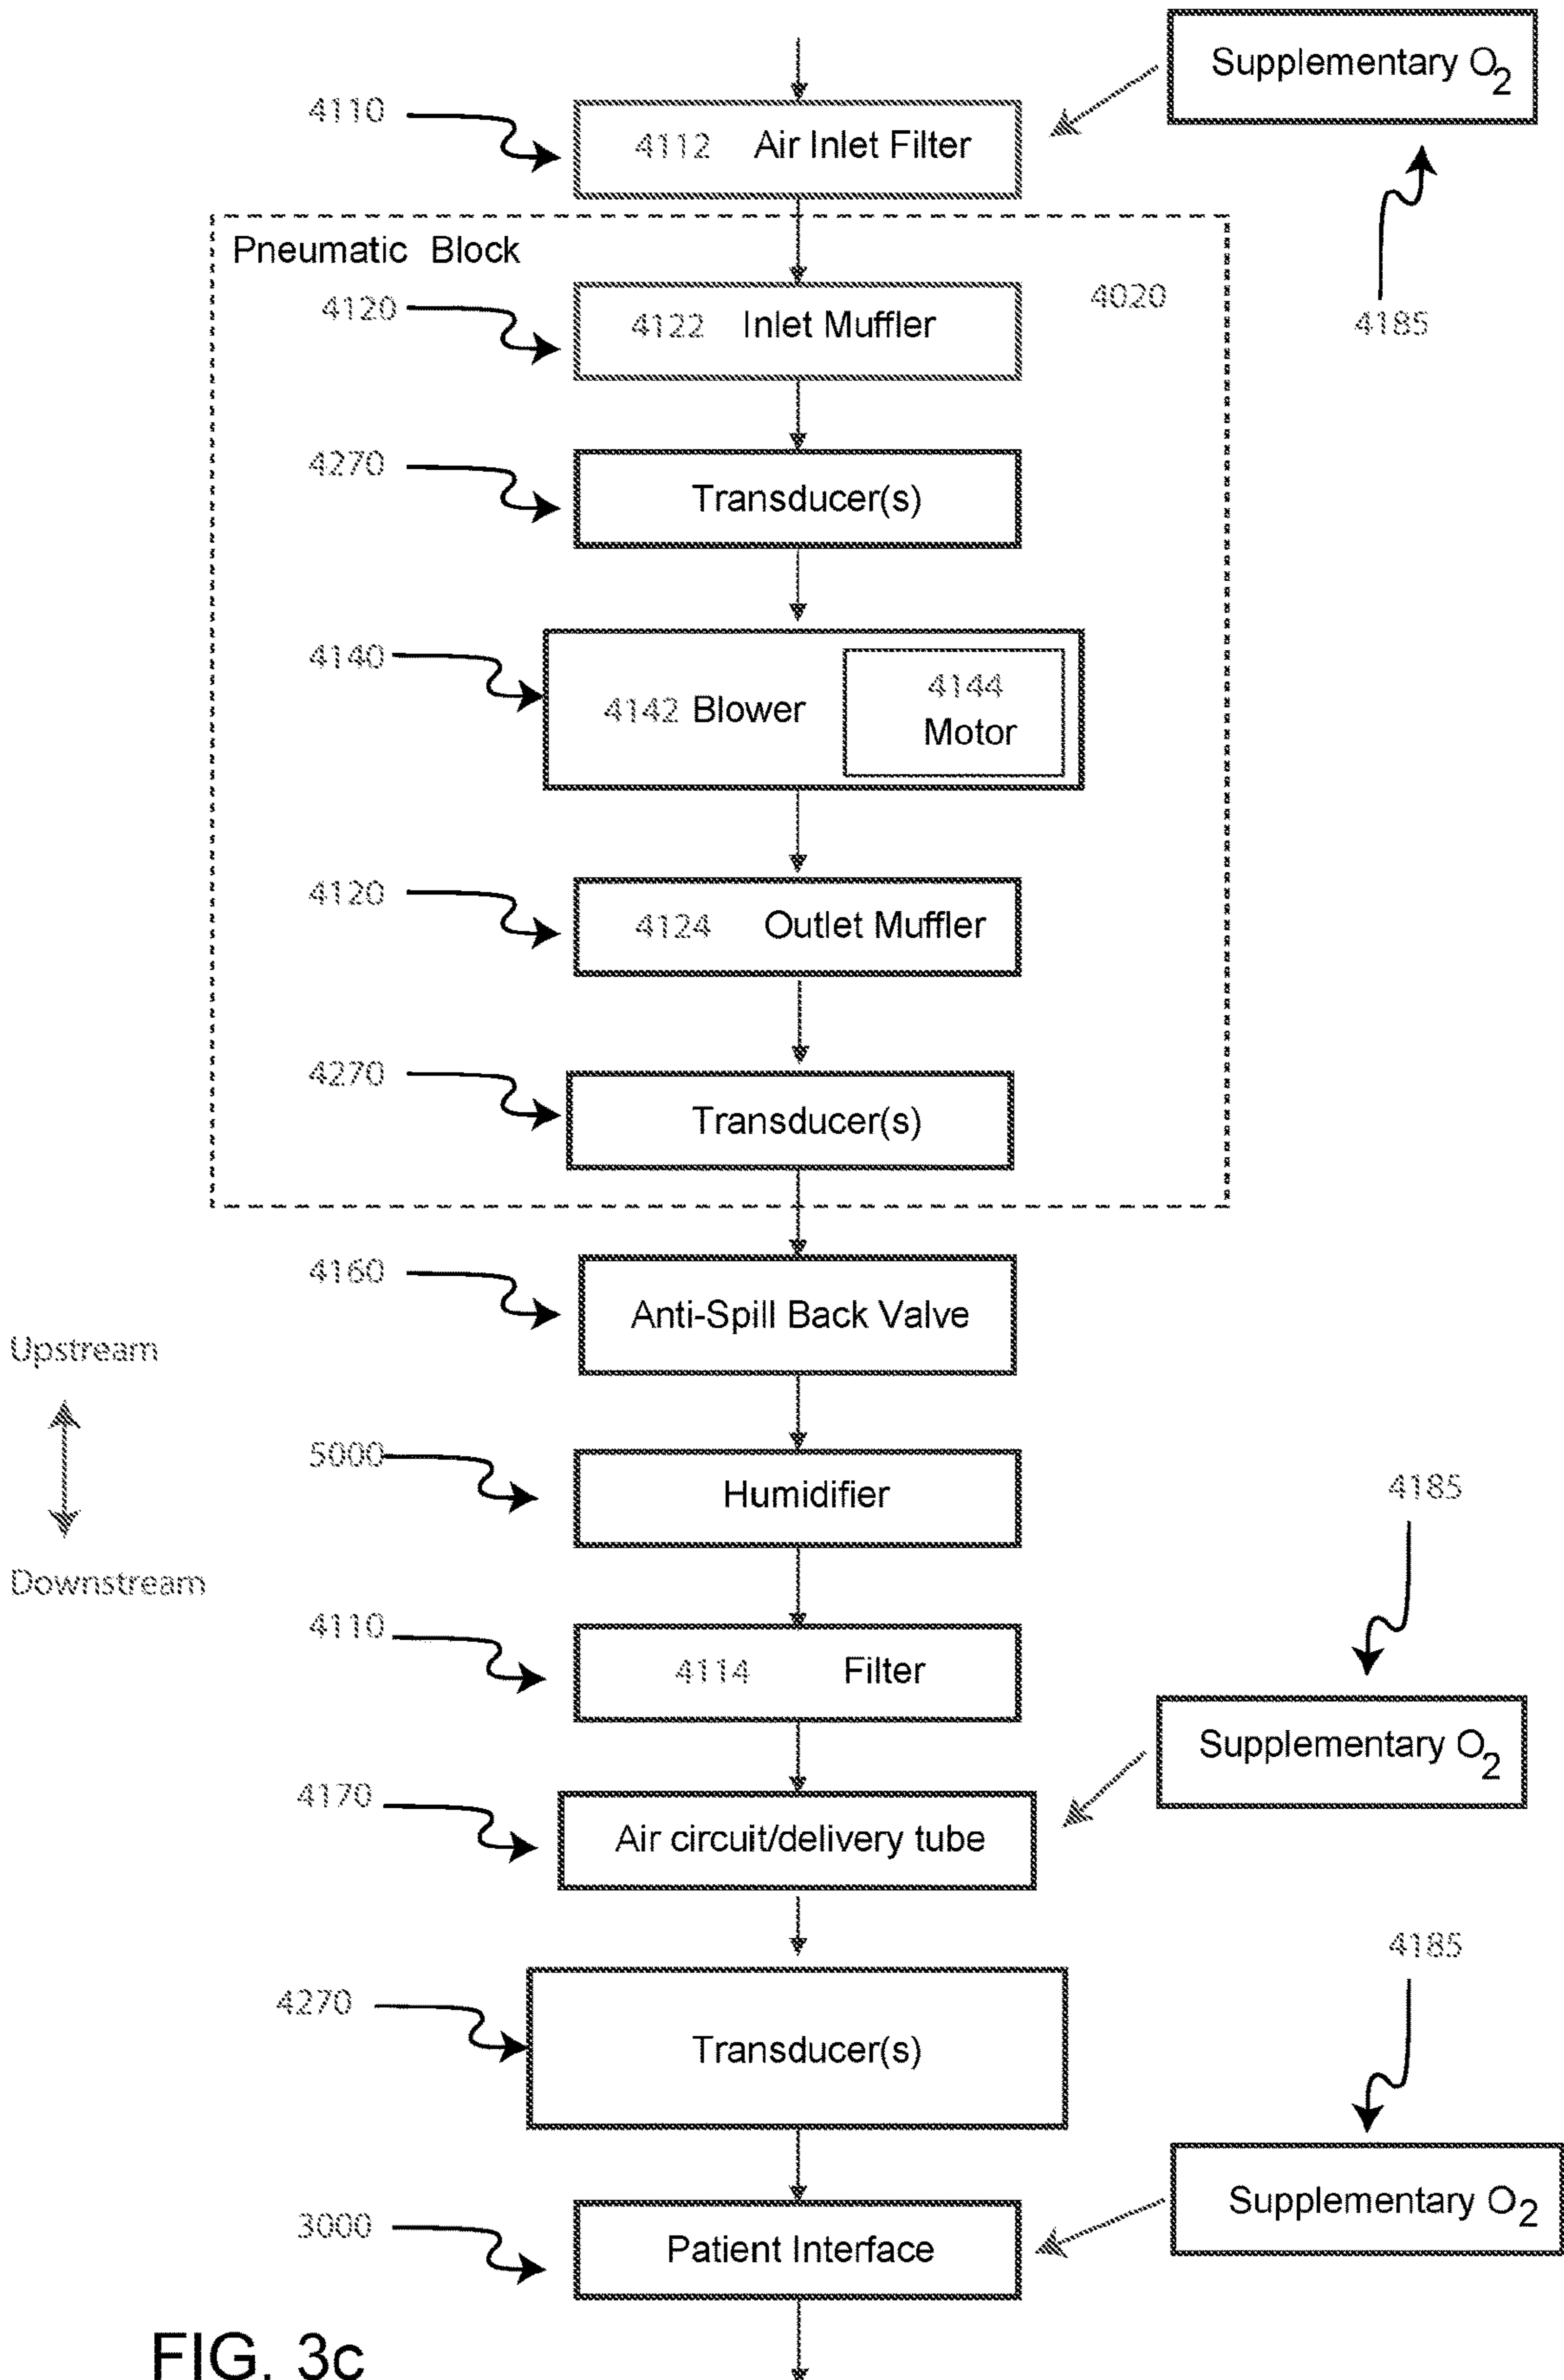 Supplementary O2
4110
4112 Air Inlet Filter
Pneumatic Block
4020
4185
4120
4122 Inlet Muffler
4270
Transducer(s)
4140
4142 Blower
4144
Motor
4120
4124 Outlet Muffler
4270
Transducer(s)
4160
Anti-Spill Back Valve
Upstream
5000
Humidifier
4185
Downstream
4110
4114 Filter
Supplementary O2
4170
Air circuit/delivery tube
4185
4270
Transducer(s)
Supplementary O2
3000
Patient Interface
FIG. 3c